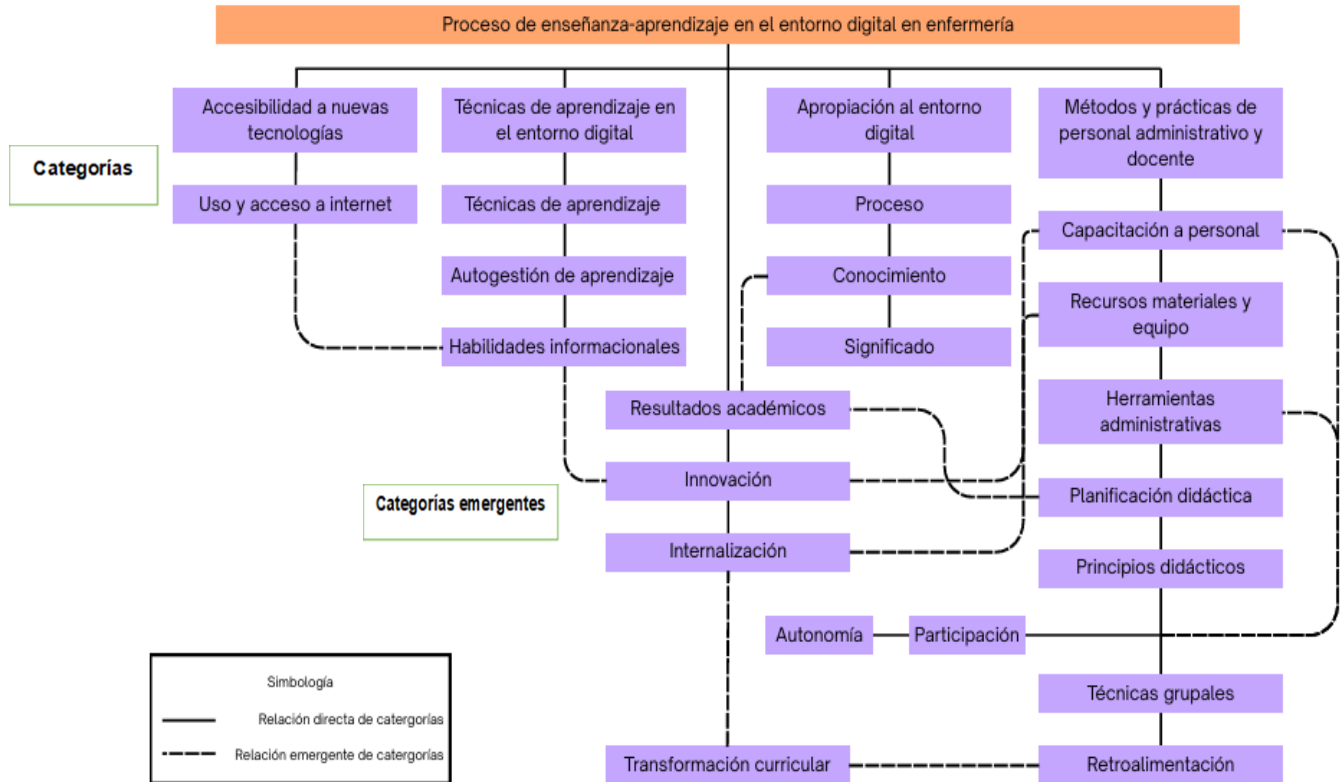 Proceso de enseñanza-aprendizaje en el entorno digital en enfermería
Accesibilidad a nuevas
tecnologías
Técnicas de aprendizaje en
el entorno digital
Apropiación al entorno
digital
Métodos y prácticas de
personal administrativo y
docente
Categorías
Uso y acceso a internet
Técnicas de aprendizaje
Proceso
Capacitación a personal
Autogestión de aprendizaje
Conocimiento
Recursos materiales y
equipo
Habilidades informacionales
Significado
Resultados académicos
Herramientas
administrativas
Innovación
Categorías emergentes
Planificación didáctica
Internalización
Principios didácticos
Autonomía
Participación
Simbología
Relación directa de catergorías
Relación emergente de catergorías
Técnicas grupales
Transformación curricular
Retroalimentación